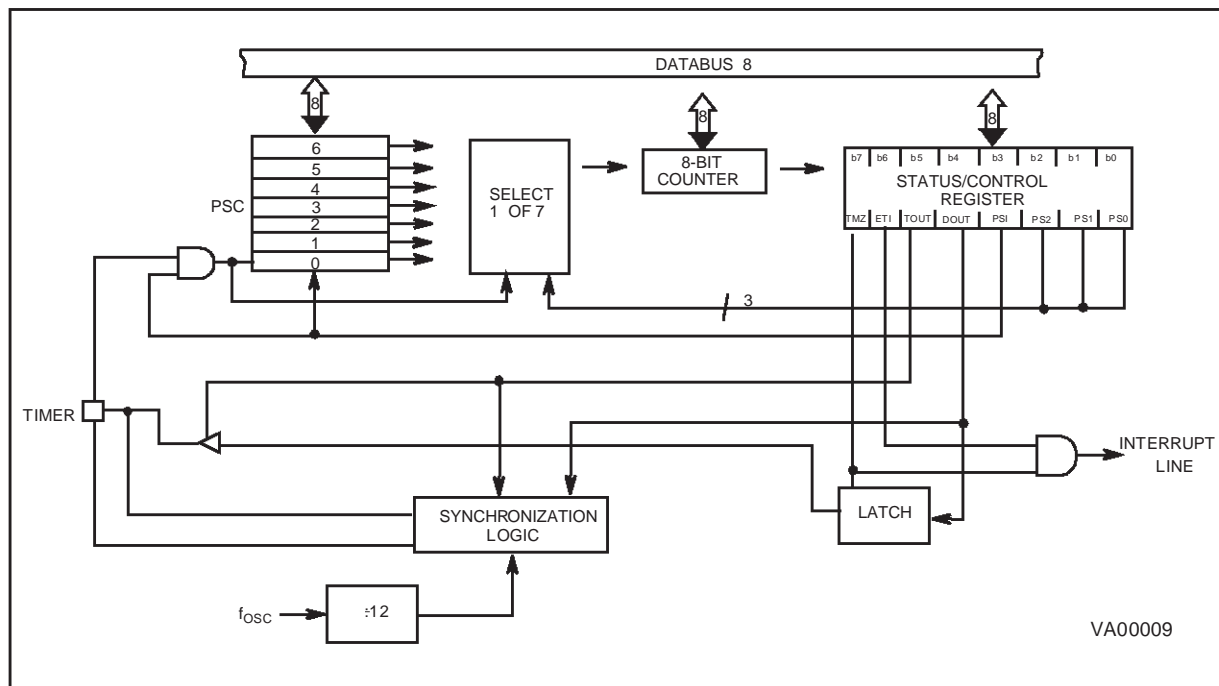 DATABUS 8
8
8
8
6
5
4
3
2
1
0
PSC
SELECT
1 OF 7
8-BIT
COUNTER
b7 b6 b5 b4 b3 b2 b1 b0
STATUS/CONTROL
REGISTER
TMZ ETI TOUT DOUT PSI PS2 PS1 PS0
3
TIMER
INTERRUPT
LINE
SYNCHRONIZATION
LOGIC
LATCH
fOSC
÷12
VA00009